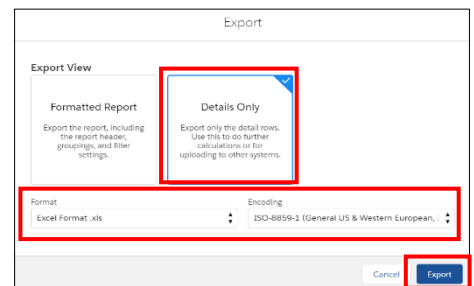 Export
Export View
Formatted Report
Export the report, including
the report header,
groupings, and filter
settings.
Details Only
Export only the detail rows.
Use this to do further
calculations or for
uploading to other systems.
Format
Encoding
Excel Format .xls
ISO-8859-1 (General US & Western European, .
Cancel
Export